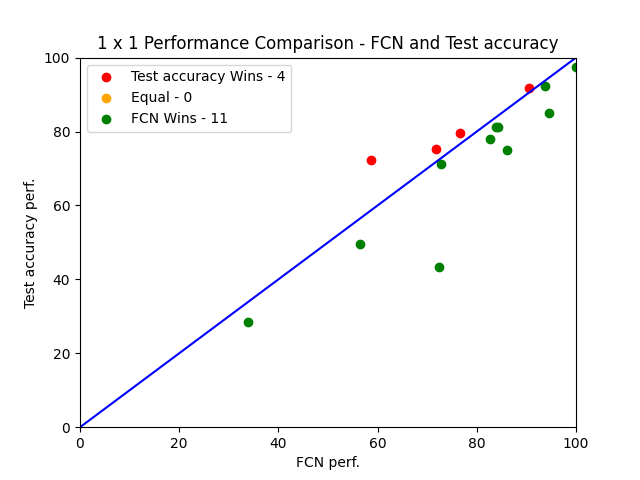 1 x 1 Performance Comparison - FCN and Test accuracy
Test accuracy Wins - 4
Equal - 0
FCN Wins - 11
100
80
60
40
20
0
Test accuracy perf.
0 20 40 60 80 100
FCN perf.